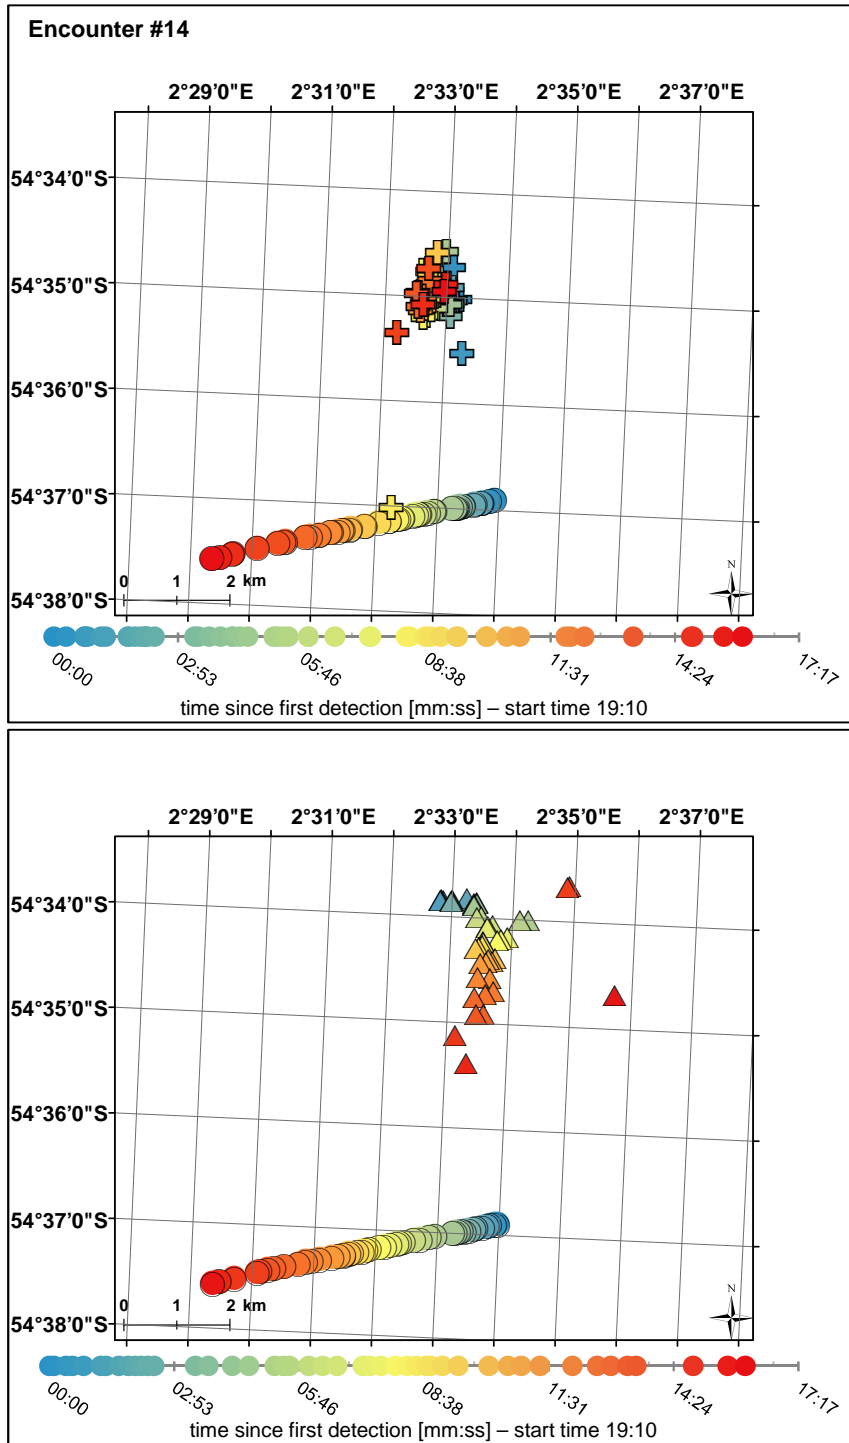 Encounter #14
2°29'0"E 2°31'0"E 2°33'0"E 2°35'0"E 2°37'0"E
54°34'0"S
54°35'0"S
54°36'0"S
54°37'0"S
54°38'0"S
0 1 2 km
N
00:00 02:53 05:46 08:38 11:31 14:24 17:17
time since first detection [mm:ss] – start time 19:10
2°29'0"E 2°31'0"E 2°33'0"E 2°35'0"E 2°37'0"E
54°34'0"S
54°35'0"S
54°36'0"S
54°37'0"S
54°38'0"S
0 1 2 km
N
00:00 02:53 05:46 08:38 11:31 14:24 17:17
time since first detection [mm:ss] – start time 19:10